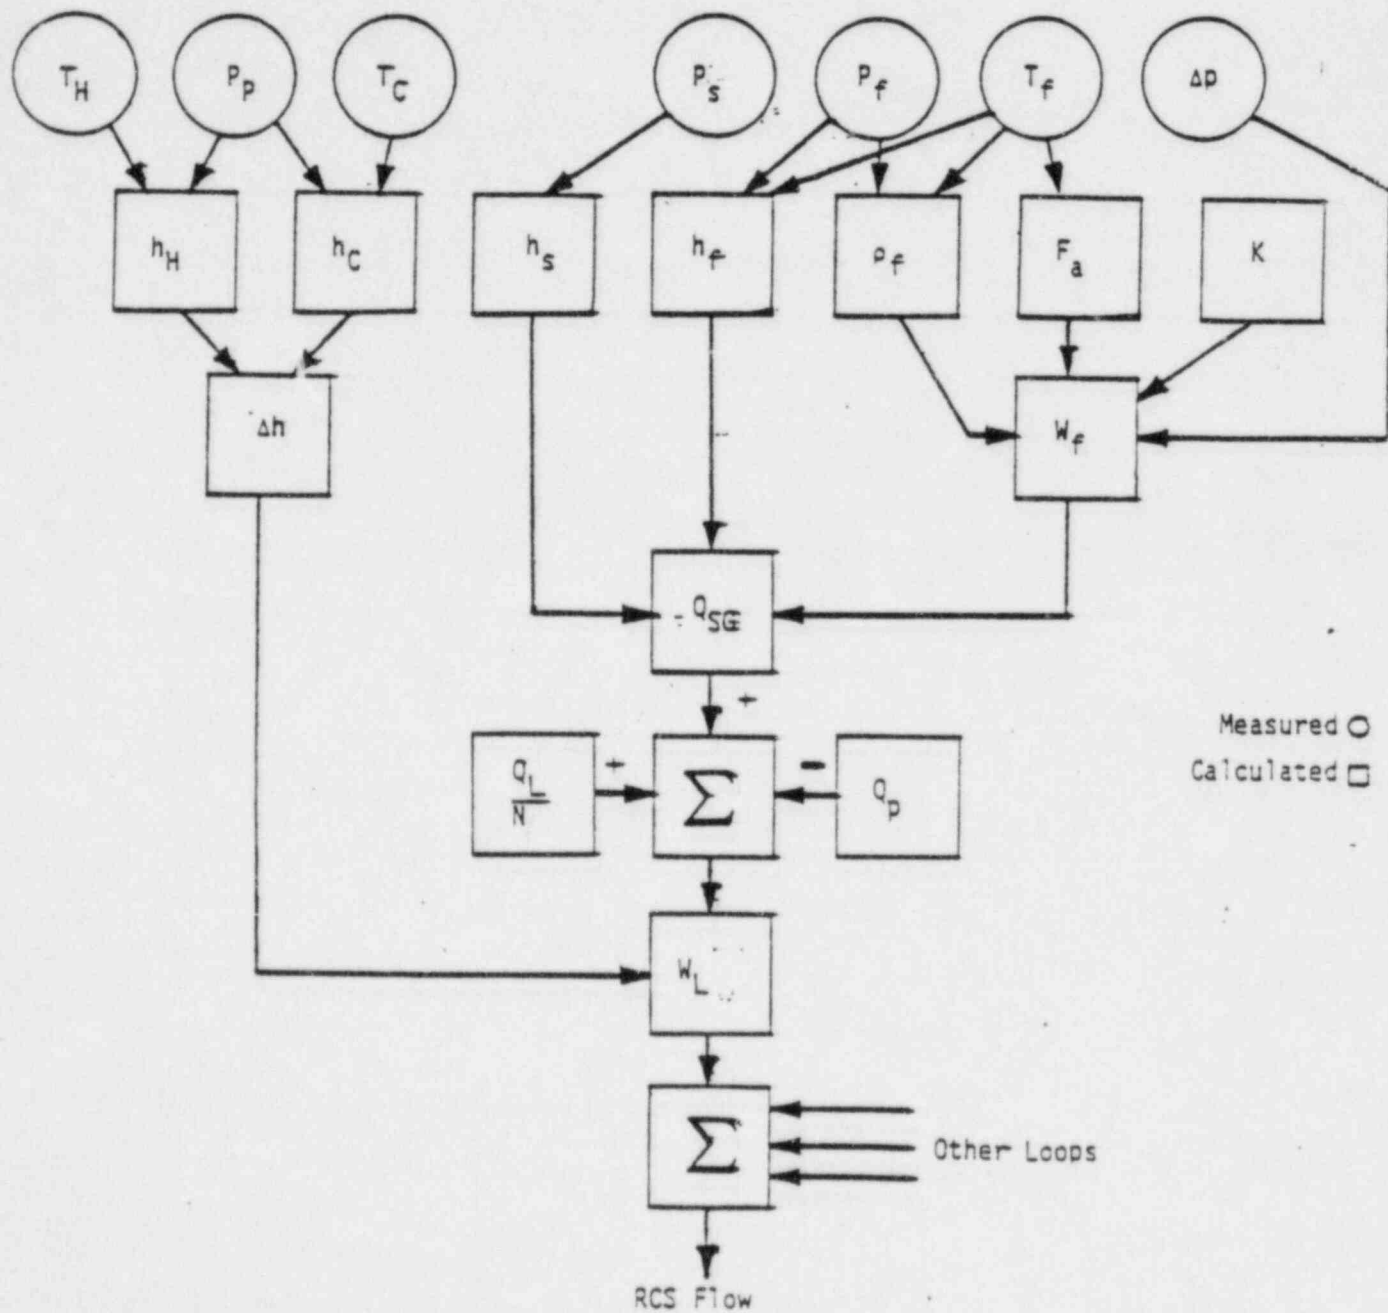 T_H P_P T_C P_s P_f T_f Δp
h_H h_C h_s h_f ρ_f F_a K
Δh W_f
Q_SG
+
Q_L/N + Σ - Q_p
Measured
Calculated
W_L
Σ Other Loops
RCS Flow